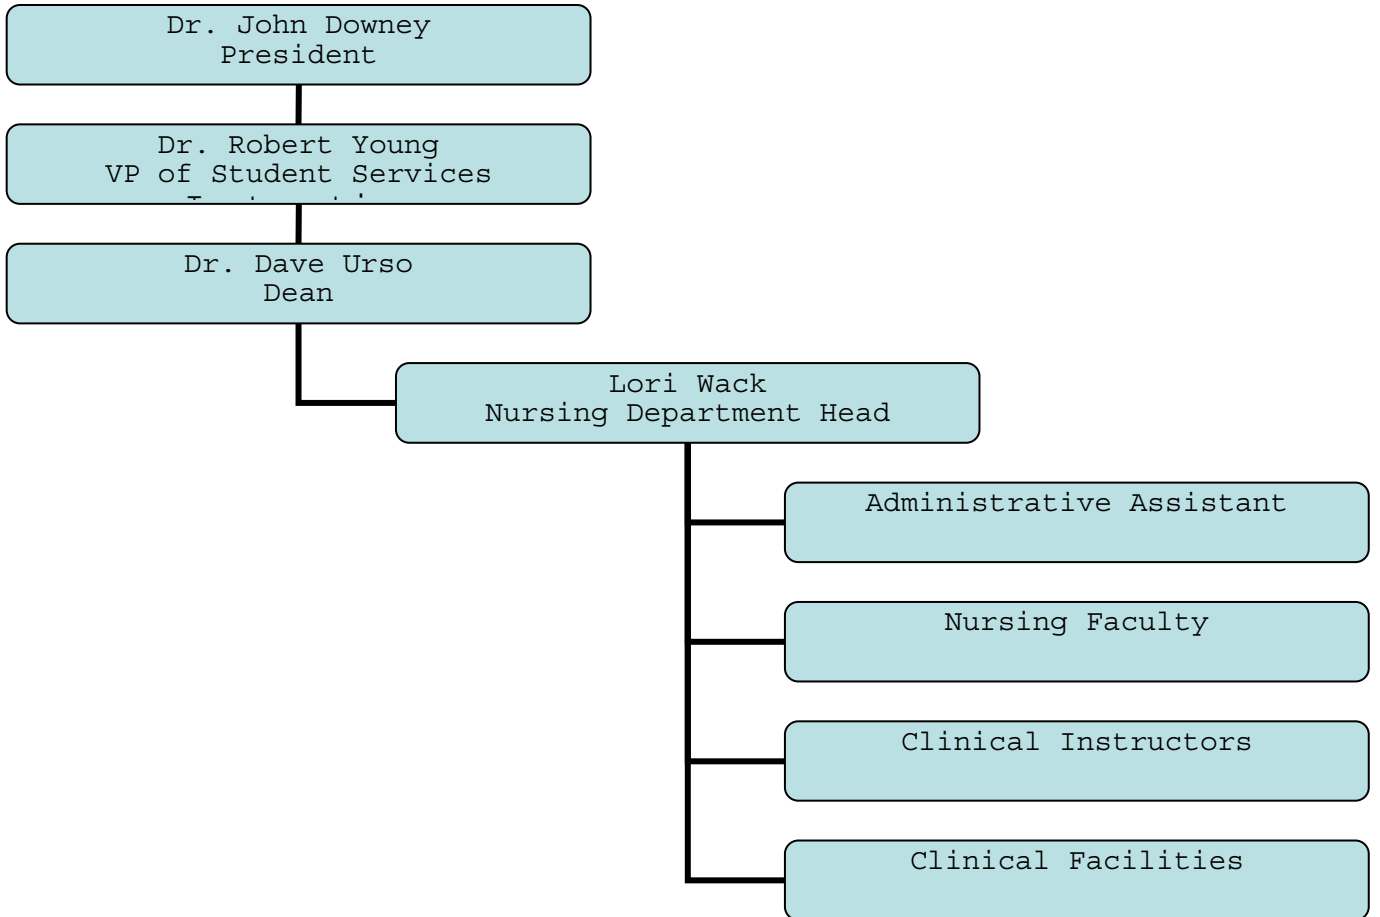 Dr. John Downey
President
Dr. Robert Young
VP of Student Services
Dr. Dave Urso
Dean
Lori Wack
Nursing Department Head
Administrative Assistant
Nursing Faculty
Clinical Instructors
Clinical Facilities